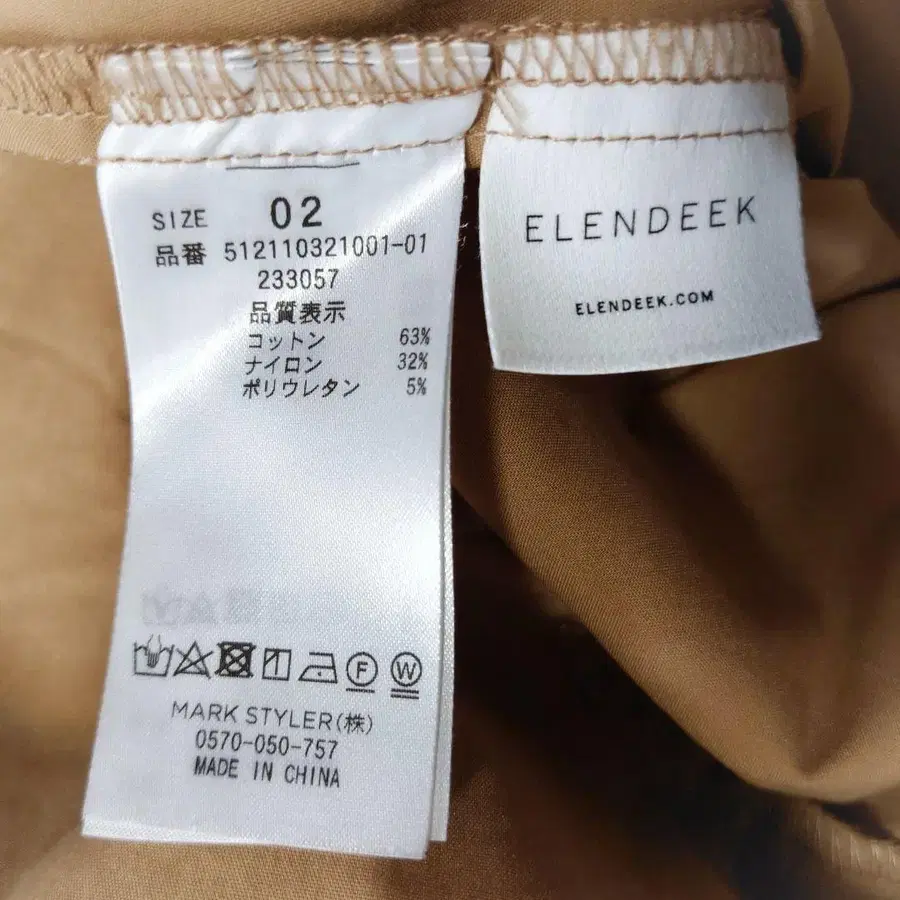 SIZE 02
品番 512110321001-01
233057
品質表示
コットン 63%
ナイロン 32%
ポリウレタン 5%
F W
MARK STYLER(株)
0570-050-757
MADE IN CHINA
ELENDEEK
ELENDEEK.COM